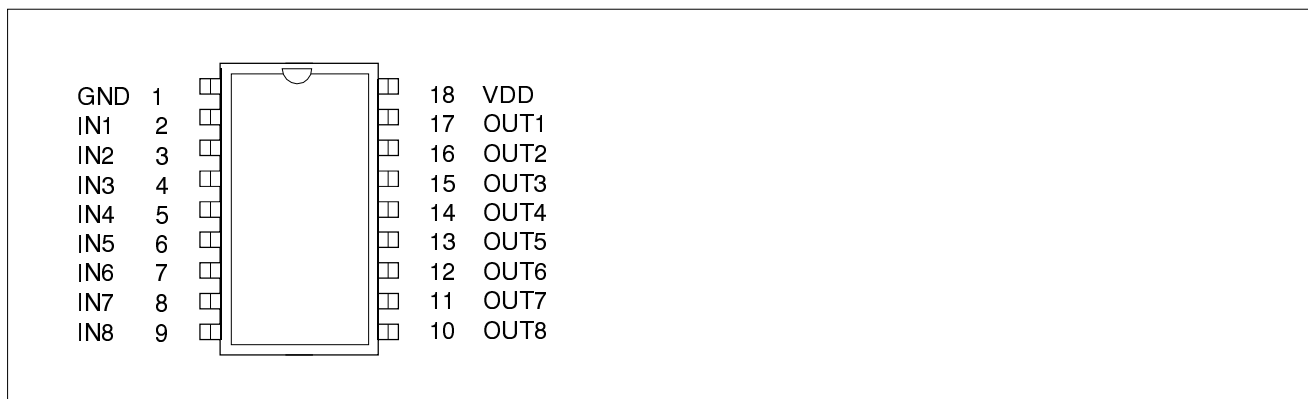 GND 1 18 VDD
IN1 2 17 OUT1
IN2 3 16 OUT2
IN3 4 15 OUT3
IN4 5 14 OUT4
IN5 6 13 OUT5
IN6 7 12 OUT6
IN7 8 11 OUT7
IN8 9 10 OUT8